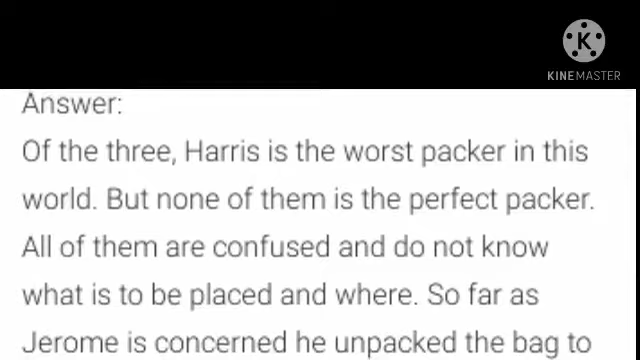 K
KINEMASTER
Answer:
Of the three, Harris is the worst packer in this
world. But none of them is the perfect packer.
All of them are confused and do not know
what is to be placed and where. So far as
Jerome is concerned he unpacked the bag to